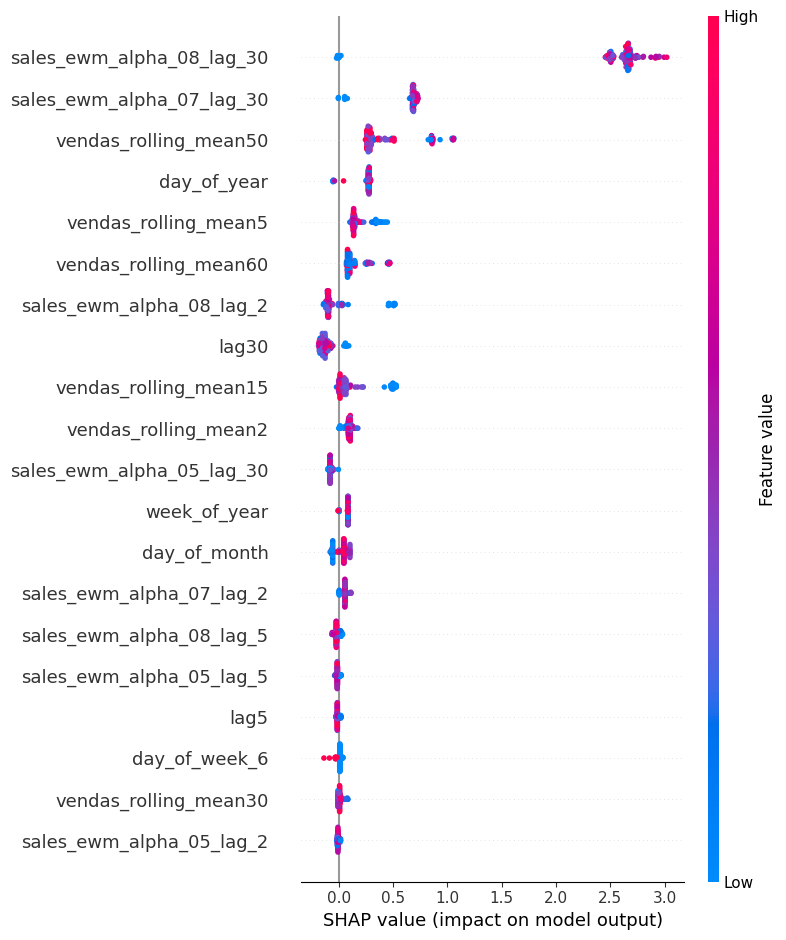 High
sales_ewm_alpha_08_lag_30
sales_ewm_alpha_07_lag_30
vendas_rolling_mean50
day_of_year
vendas_rolling_mean5
vendas_rolling_mean60
sales_ewm_alpha_08_lag_2
lag30
vendas_rolling_mean15
vendas_rolling_mean2
sales_ewm_alpha_05_lag_30
week_of_year
day_of_month
sales_ewm_alpha_07_lag_2
sales_ewm_alpha_08_lag_5
sales_ewm_alpha_05_lag_5
lag5
day_of_week_6
vendas_rolling_mean30
sales_ewm_alpha_05_lag_2
Feature value
Low
0.0 0.5 1.0 1.5 2.0 2.5 3.0
SHAP value (impact on model output)